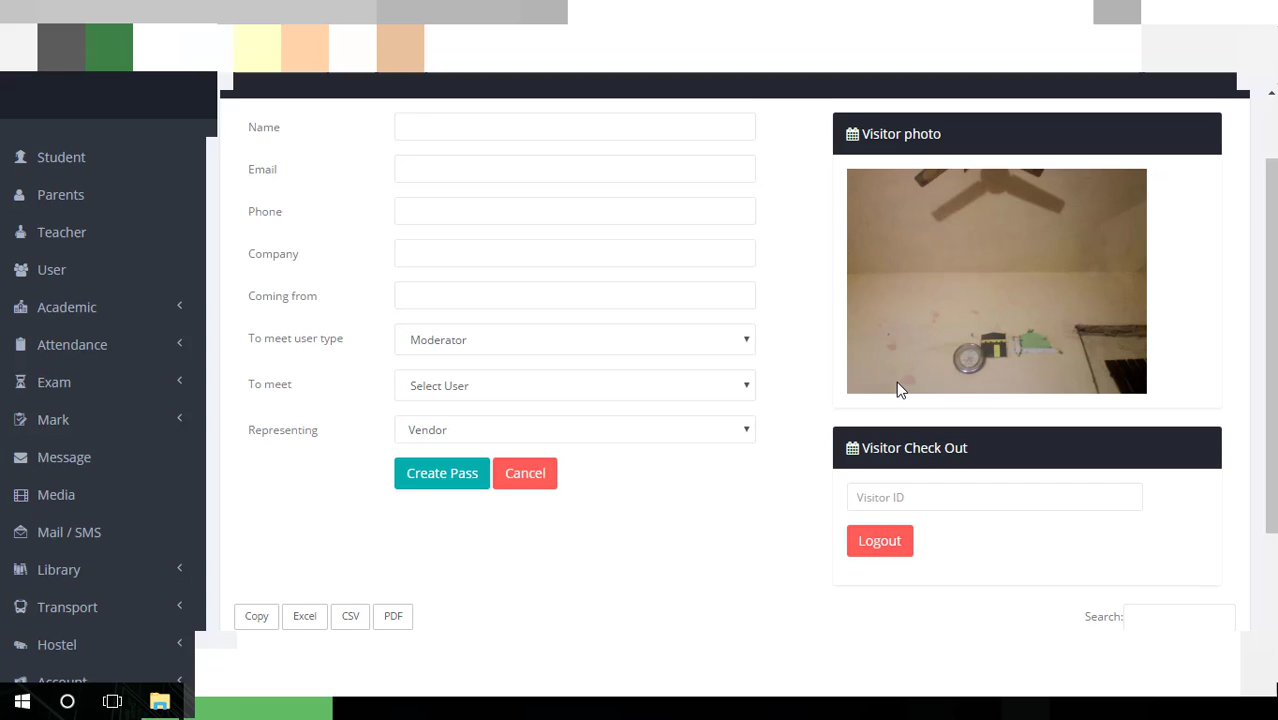 Student
Parents
Teacher
User
Academic
Attendance
Exam
Mark
Message
Media
Mail / SMS
Library
Transport
Hostel
Account
Name
Email
Phone
Company
Coming from
To meet user type
Moderator
To meet
Select User
Representing
Vendor
Create Pass Cancel
Visitor photo
Visitor Check Out
Visitor ID
Logout
Copy Excel CSV PDF
Search: